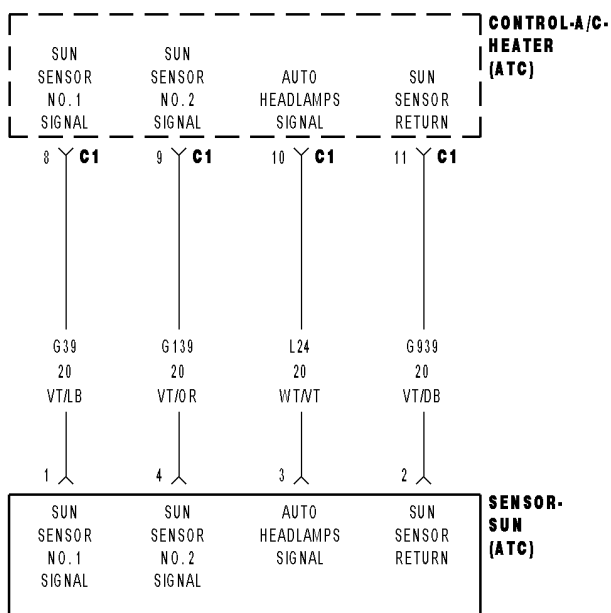 CONTROL-A/C-
HEATER
(ATC)
SUN
SENSOR
NO.1
SIGNAL
SUN
SENSOR
NO.2
SIGNAL
AUTO
HEADLAMPS
SIGNAL
SUN
SENSOR
RETURN
8 C1
9 C1
10 C1
11 C1
G39
20
VT/LB
G139
20
VT/OR
L24
20
WT/VT
G939
20
VT/DB
1
4
3
2
SENSOR-
SUN
(ATC)
SUN
SENSOR
NO.1
SIGNAL
SUN
SENSOR
NO.2
SIGNAL
AUTO
HEADLAMPS
SIGNAL
SUN
SENSOR
RETURN